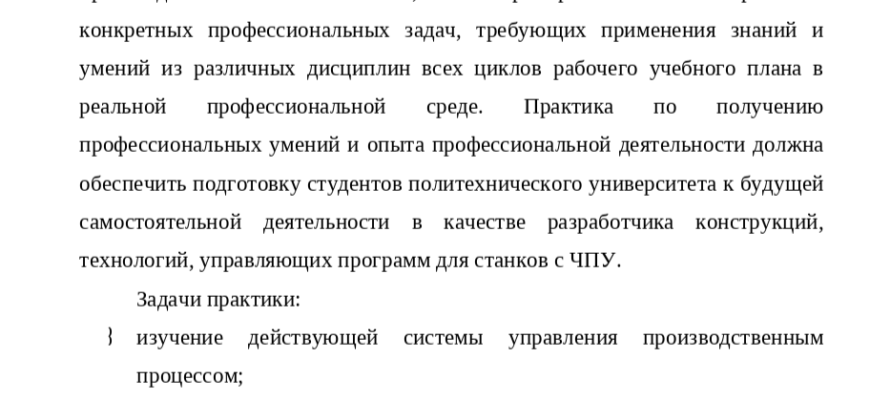 конкретных профессиональных задач, требующих применения знаний и
умений из различных дисциплин всех циклов рабочего учебного плана в
реальной профессиональной среде. Практика по получению
профессиональных умений и опыта профессиональной деятельности должна
обеспечить подготовку студентов политехнического университета к будущей
самостоятельной деятельности в качестве разработчика конструкций,
технологий, управляющих программ для станков с ЧПУ.
Задачи практики:
} изучение действующей системы управления производственным
процессом;